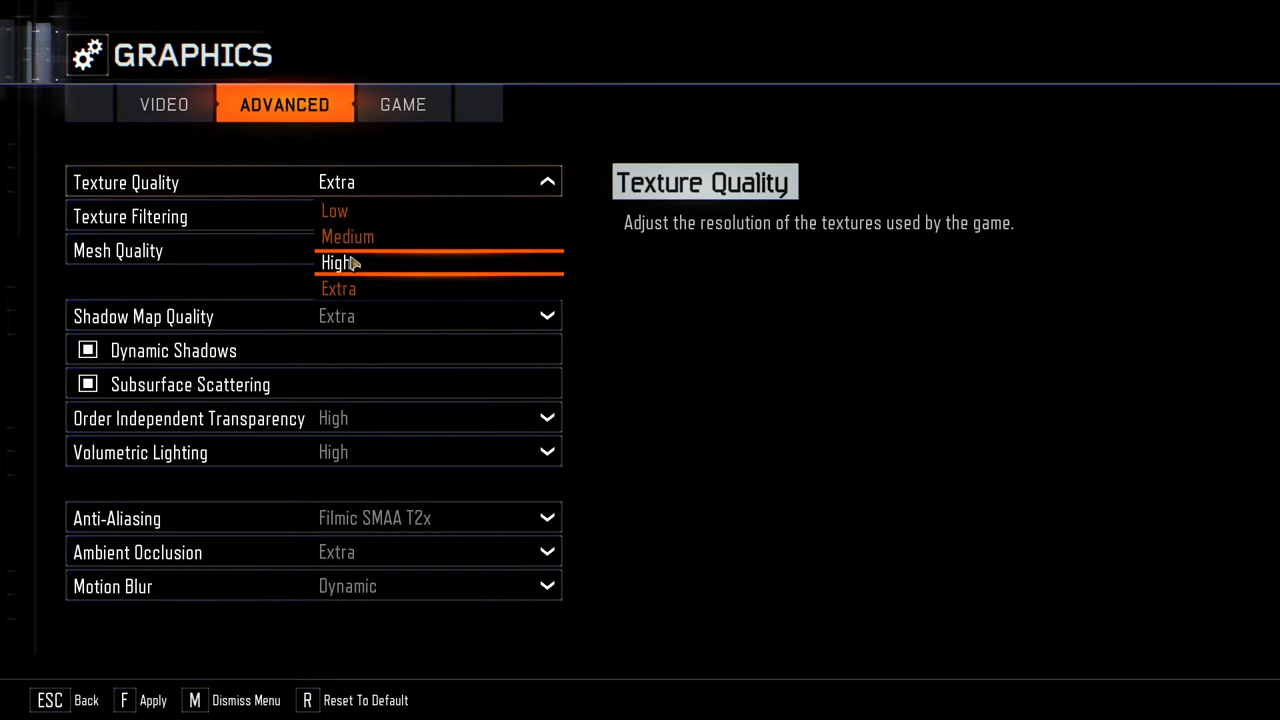 GRAPHICS
VIDEO ADVANCED GAME
Texture Quality Extra
Low
Medium
High
Extra
Texture Filtering
Mesh Quality
Shadow Map Quality Extra
Dynamic Shadows
Subsurface Scattering
Order Independent Transparency High
Volumetric Lighting High
Anti-Aliasing Filmic SMAA T2x
Ambient Occlusion Extra
Motion Blur Dynamic
Texture Quality
Adjust the resolution of the textures used by the game.
ESC Back F Apply M Dismiss Menu R Reset To Default